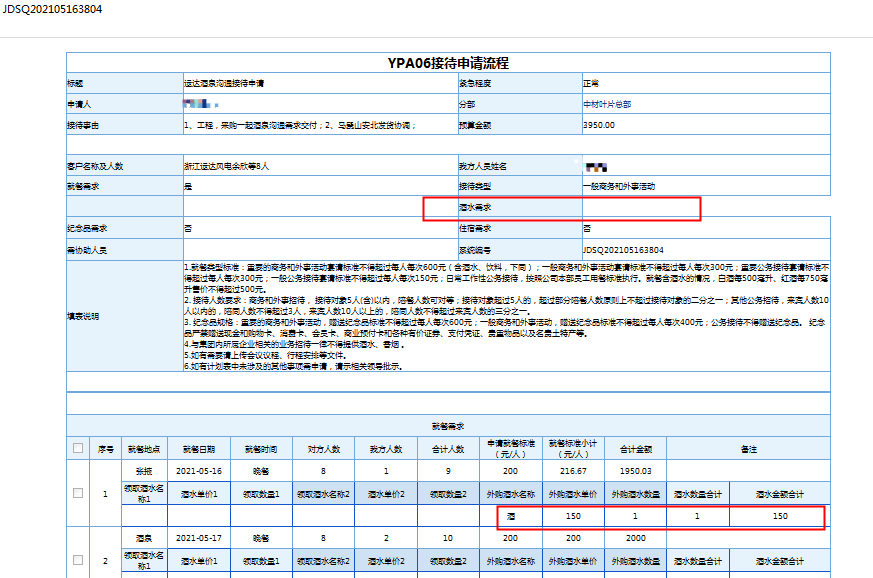 JDSQ202105163804
YPA06接待申请流程
标题 运达酒泉沟通接待申请 紧急程度 正常
申请人 分部 中材叶片总部
接待事由 1、工程，采购一起酒泉沟通需求交付；2、马鬃山安北发货协调； 预算金额 3950.00
客户名称及人数 浙江运达风电余欣等8人 我方人员姓名
就餐需求 是 接待类型 一般商务和外事活动
酒水需求
纪念品需求 否 住宿需求 否
需协助人员 系统编号 JDSQ202105163804
填表说明
1.就餐类型标准：重要的商务和外事活动宴请标准不得超过每人每次600元（含酒水、饮料，下同）；一般商务和外事活动宴请标准不得超过每人每次300元；重要公务接待宴请标准不
得超过每人每次300元；一般公务接待宴请标准不得超过每人每次150元；日常工作性公务接待，按照公司本部员工用餐标准执行。就餐含酒水的情况，白酒每500毫升、红酒每750毫
升售价不得超过500元。
2. 接待人数要求：商务和外事招待，接待对象5人(含)以内，陪餐人数可对等；接待对象超过5人的，超过部分陪餐人数原则上不超过接待对象的二分之一；其他公务招待，来宾人数10
人以内的，陪同人数不得超过3人，来宾人数10人以上的，陪同人数不得超过来宾人数的三分之一。
3. 纪念品规格：重要的商务和外事活动，赠送纪念品标准不得超过每人每次600元；一般商务和外事活动，赠送纪念品标准不得超过每人每次400元；公务接待不得赠送纪念品。 纪念
品严禁赠送现金和购物卡、消费卡、会员卡、商业预付卡和各种有价证券、支付凭证、贵重物品以及名贵土特产等。
4.与集团内所属企业相关的业务招待一律不得提供酒水、香烟 。
5.如有需要请上传会议议程、行程安排等文件。
6.如有计划表中未涉及的其他事项需申请，请示相关领导批示。
就餐需求
序号 就餐地点 就餐日期 就餐时间 对方人数 我方人数 合计人数 申请就餐标准（元/人） 就餐标准小计（元/人） 合计金额 备注
1 张掖 2021-05-16 晚餐 8 1 9 200 216.67 1950.03
领取酒水名称1 酒水单价1 领取数量1 领取酒水名称2 酒水单价2 领取数量2 外购酒水名称 外购酒水单价 外购酒水数量 酒水数量合计 酒水金额合计
酒 150 1 1 150
2 酒泉 2021-05-17 晚餐 8 2 10 200 200 2000
领取酒水名称1 酒水单价1 领取数量1 领取酒水名称2 酒水单价2 领取数量2 外购酒水名称 外购酒水单价 外购酒水数量 酒水数量合计 酒水金额合计